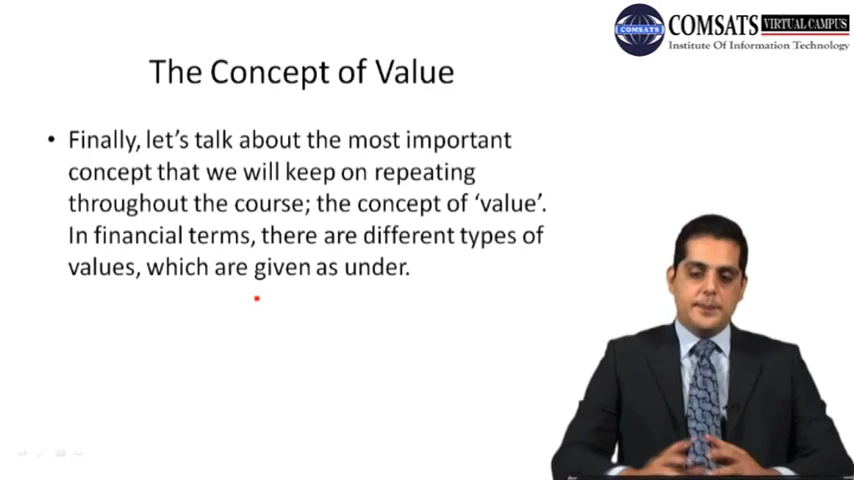 COMSATS VIRTUAL CAMPUS
Institute Of Information Technology
COMSATS
The Concept of Value
• Finally, let's talk about the most important
concept that we will keep on repeating
throughout the course; the concept of 'value'.
In financial terms, there are different types of
values, which are given as under.